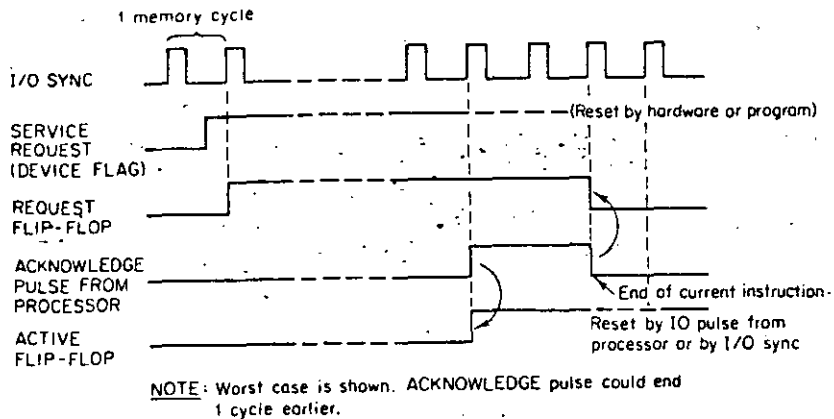 1 memory cycle
I/O SYNC
(Reset by hardware or program)
SERVICE
REQUEST
(DEVICE FLAG)
REQUEST
FLIP-FLOP
ACKNOWLEDGE
PULSE FROM
PROCESSOR
End of current instruction
Reset by IO pulse from
processor or by I/O sync
ACTIVE
FLIP-FLOP
NOTE: Worst case is shown. ACKNOWLEDGE pulse could end
1 cycle earlier.